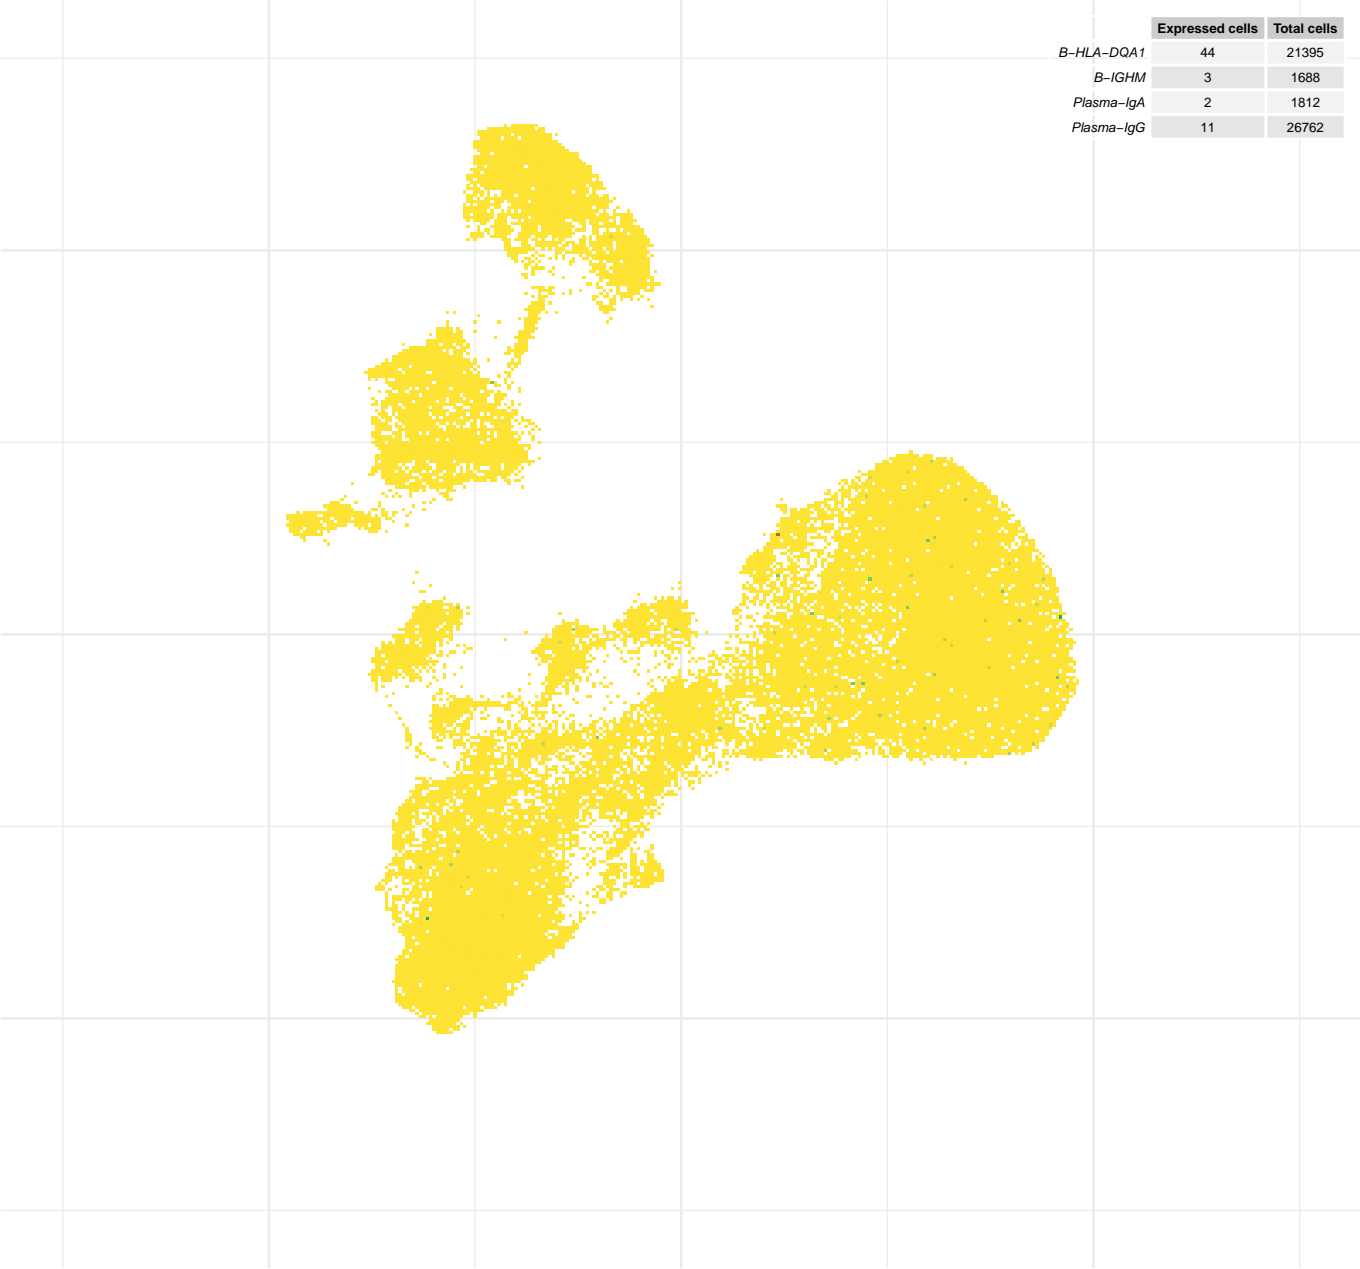 Expressed cells Total cells
B−HLA−DQA1 44 21395
B−IGHM 3 1688
Plasma−IgA 2 1812
Plasma−IgG 11 26762